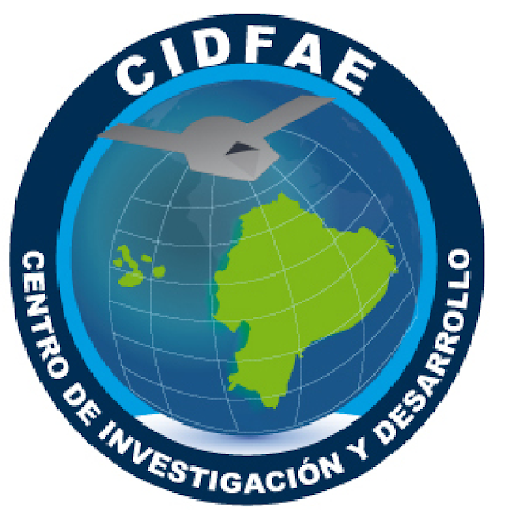 CIDFAE
CENTRO DE INVESTIGACIÓN Y DESARROLLO